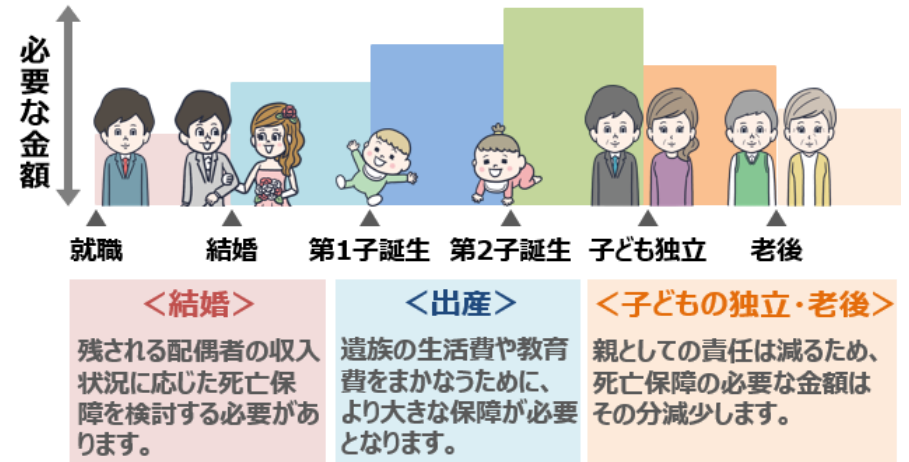 必要な金額
就職
結婚
第1子誕生
第2子誕生
子ども独立
老後
＜結婚＞
残される配偶者の収入
状況に応じた死亡保
障を検討する必要があ
ります。
＜出産＞
遺族の生活費や教育
費をまかなうために、
より大きな保障が必要
となります。
＜子どもの独立・老後＞
親としての責任は減るため、
死亡保障の必要な金額は
その分減少します。